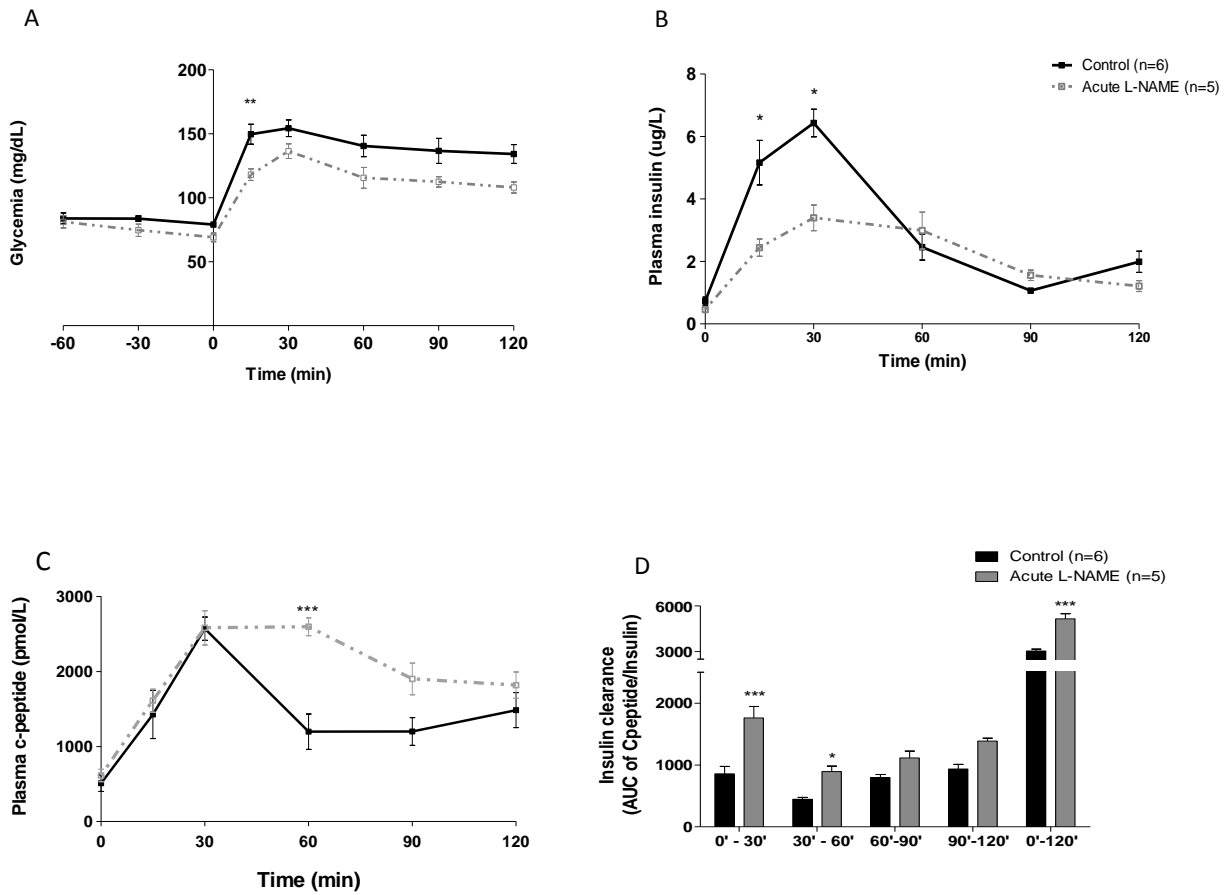 A
Glycemia (mg/dL)
200
150
100
50
**
-60 -30 0 30 60 90 120
Time (min)
B
Plasma insulin (ug/L)
8
6
4
2
0
* *
0 30 60 90 120
Time (min)
Control (n=6)
Acute L-NAME (n=5)
C
Plasma c-peptide (pmol/L)
3000
2000
1000
0
***
0 30 60 90 120
Time (min)
D
Control (n=6)
Acute L-NAME (n=5)
Insulin clearance
(AUC of Cpeptide/Insulin)
6000
3000
2000
1000
0
*** * ***
0' - 30' 30' - 60' 60'-90' 90'-120' 0'-120'